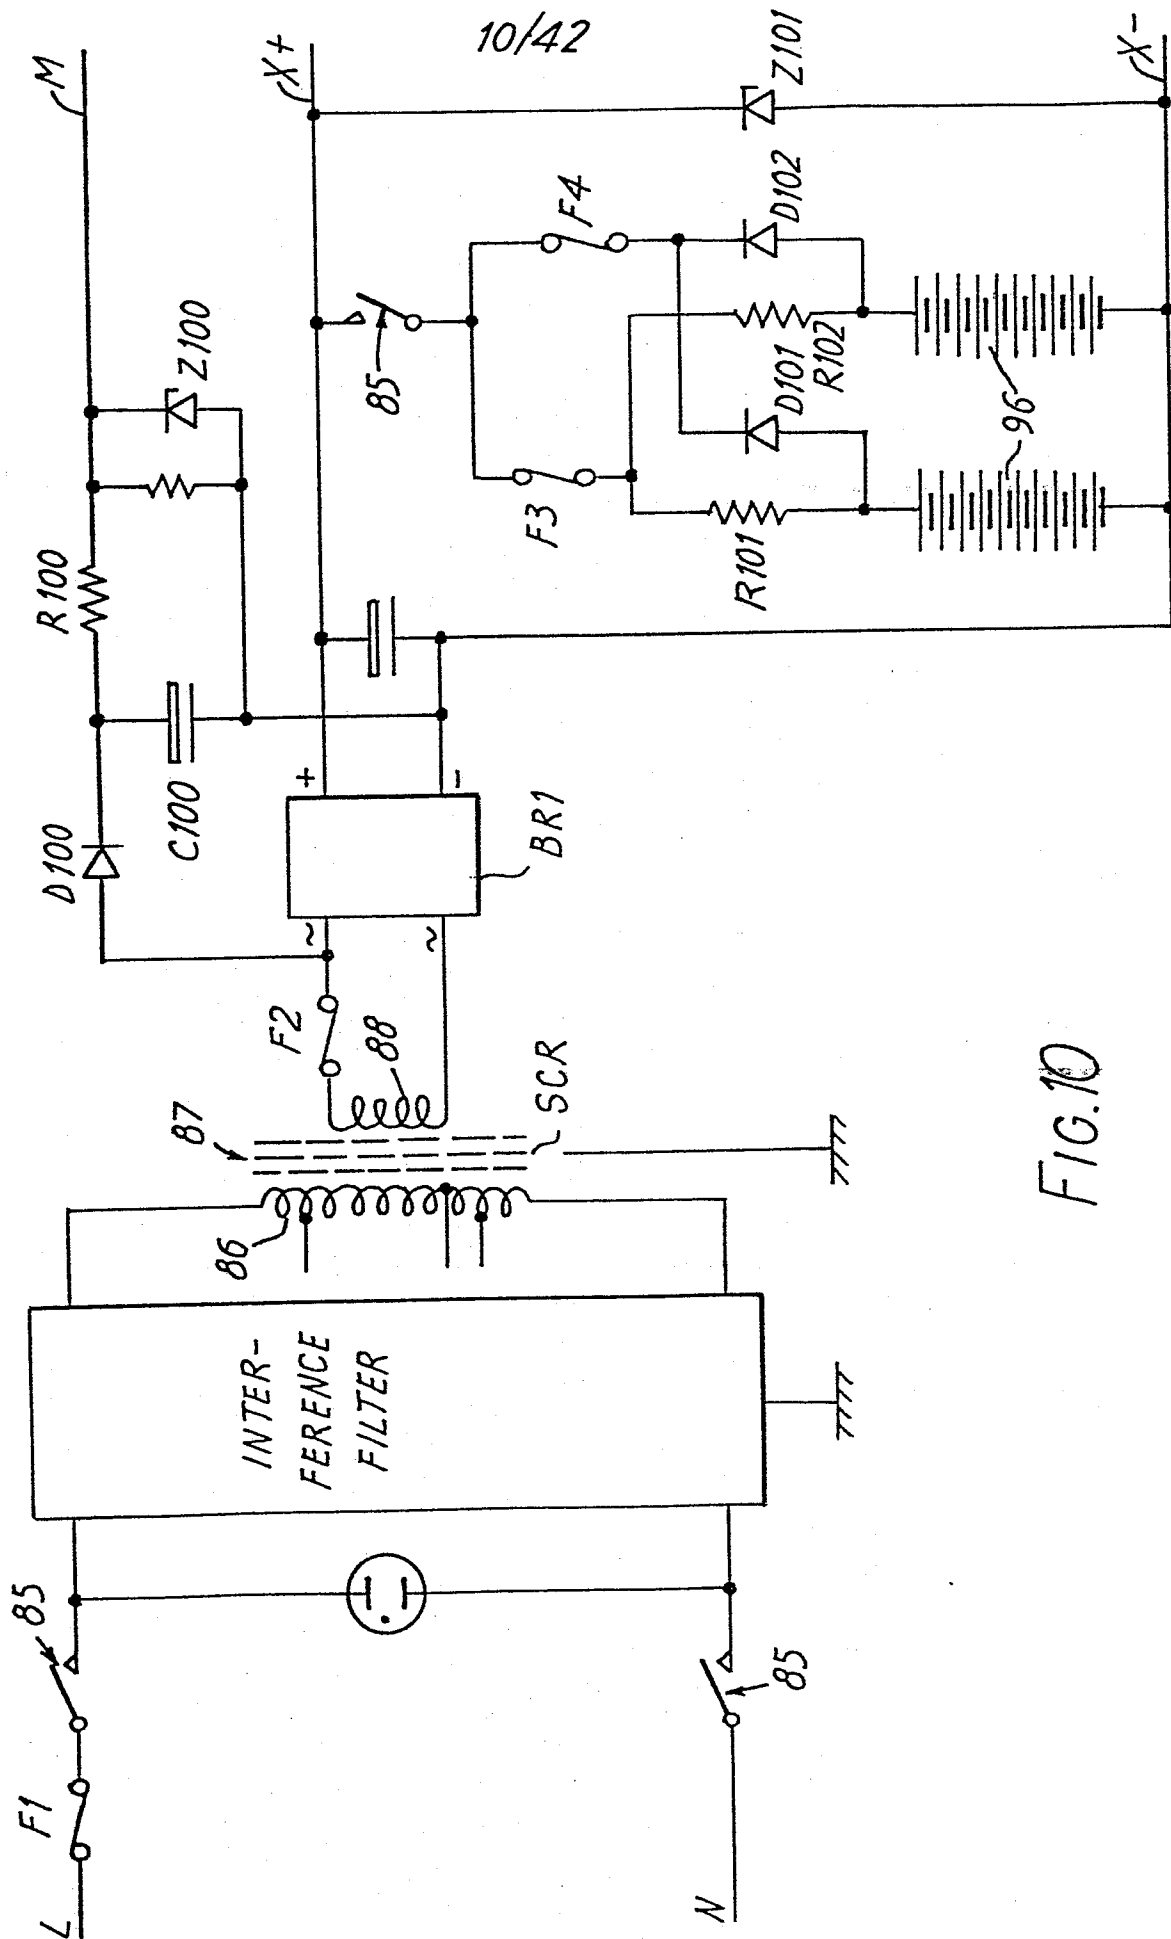 10/42
L
F1
85
N
85
INTER-
FERENCE
FILTER
86
87
SCR
88
F2
D100
~
~
BR1
+
-
C100
R100
Z100
M
X+
85
F3
F4
R101
D101
R102
D102
96
Z101
X-
FIG.10